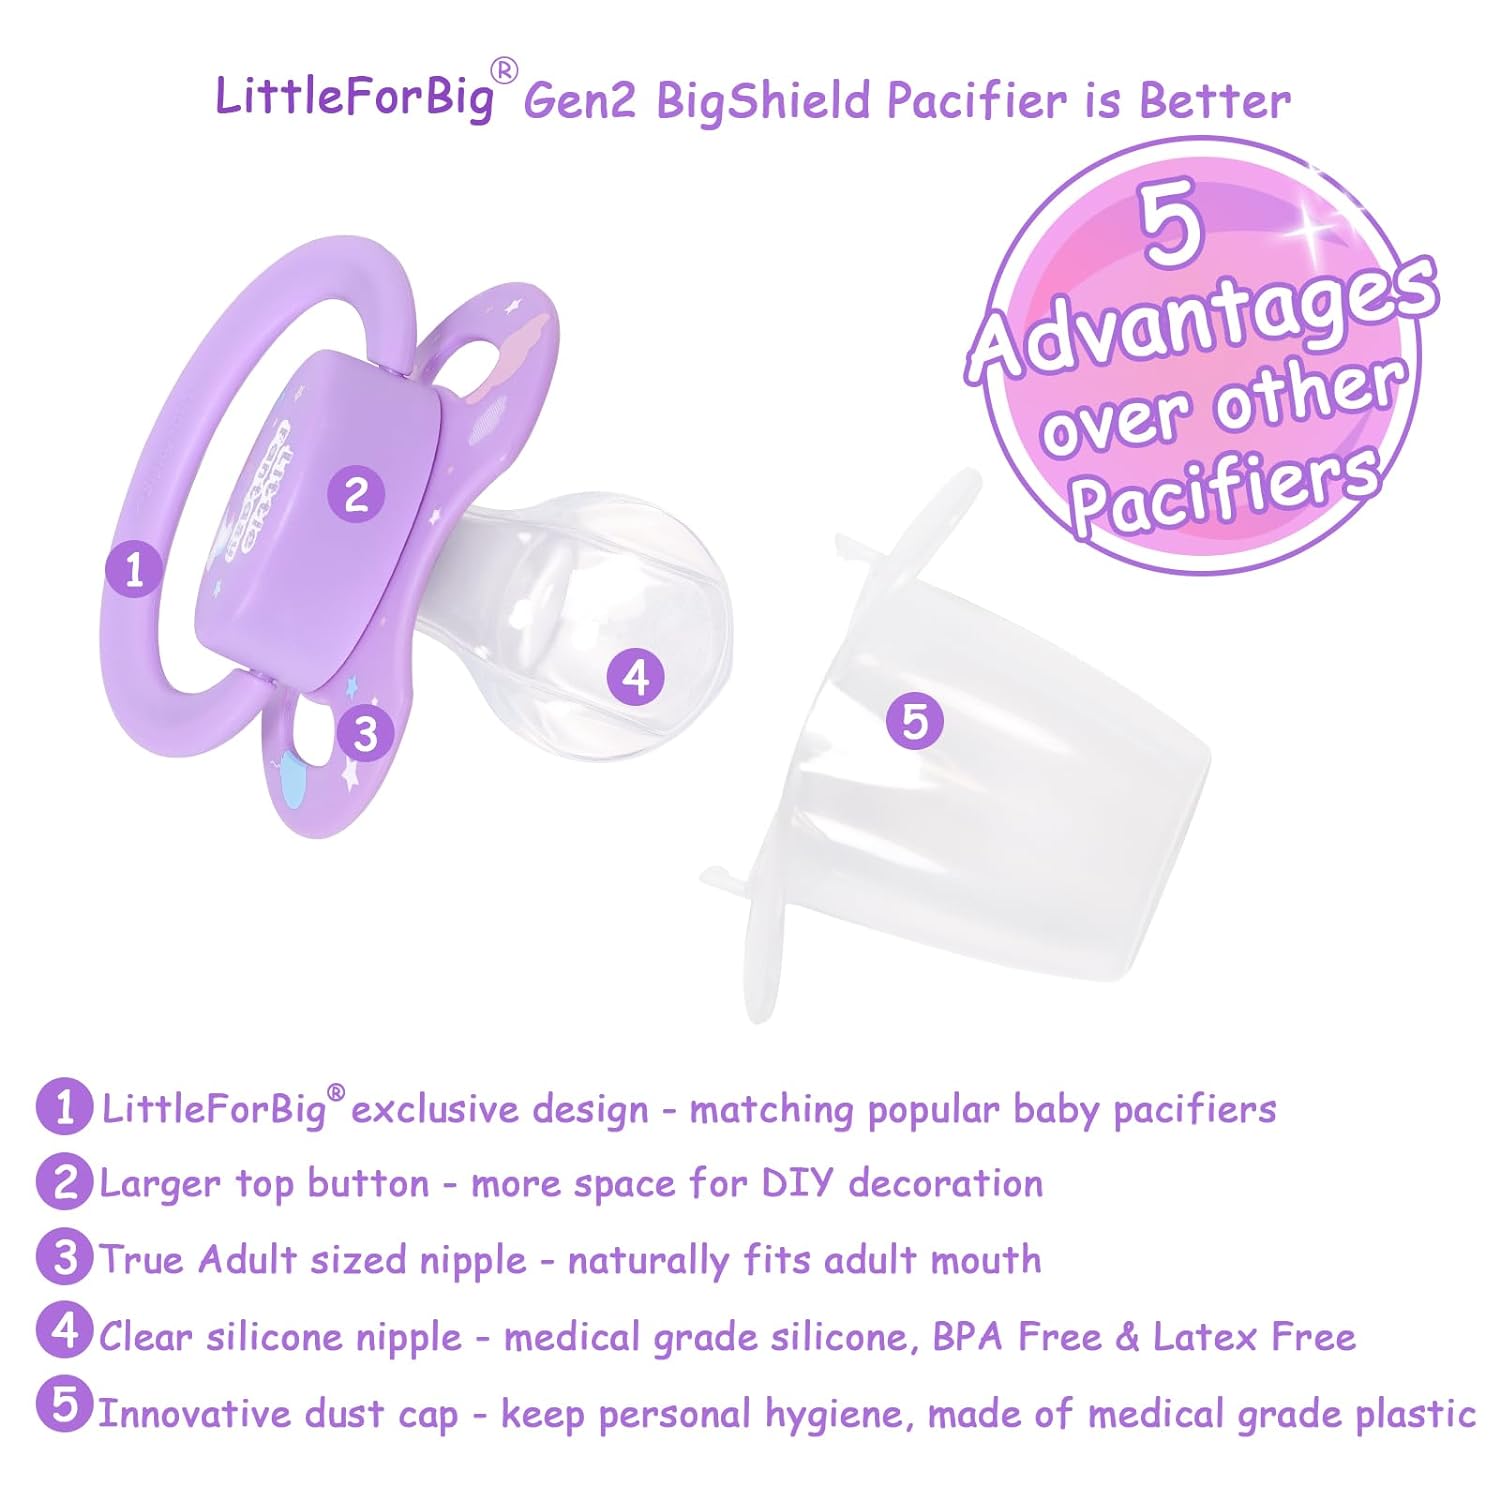 LittleForBig® Gen2 BigShield Pacifier is Better
5
Advantages
over other
Pacifiers
Little
Fantasy
1
2
3
4
5
1 LittleForBig® exclusive design - matching popular baby pacifiers
2 Larger top button - more space for DIY decoration
3 True Adult sized nipple - naturally fits adult mouth
4 Clear silicone nipple - medical grade silicone, BPA Free & Latex Free
5 Innovative dust cap - keep personal hygiene, made of medical grade plastic